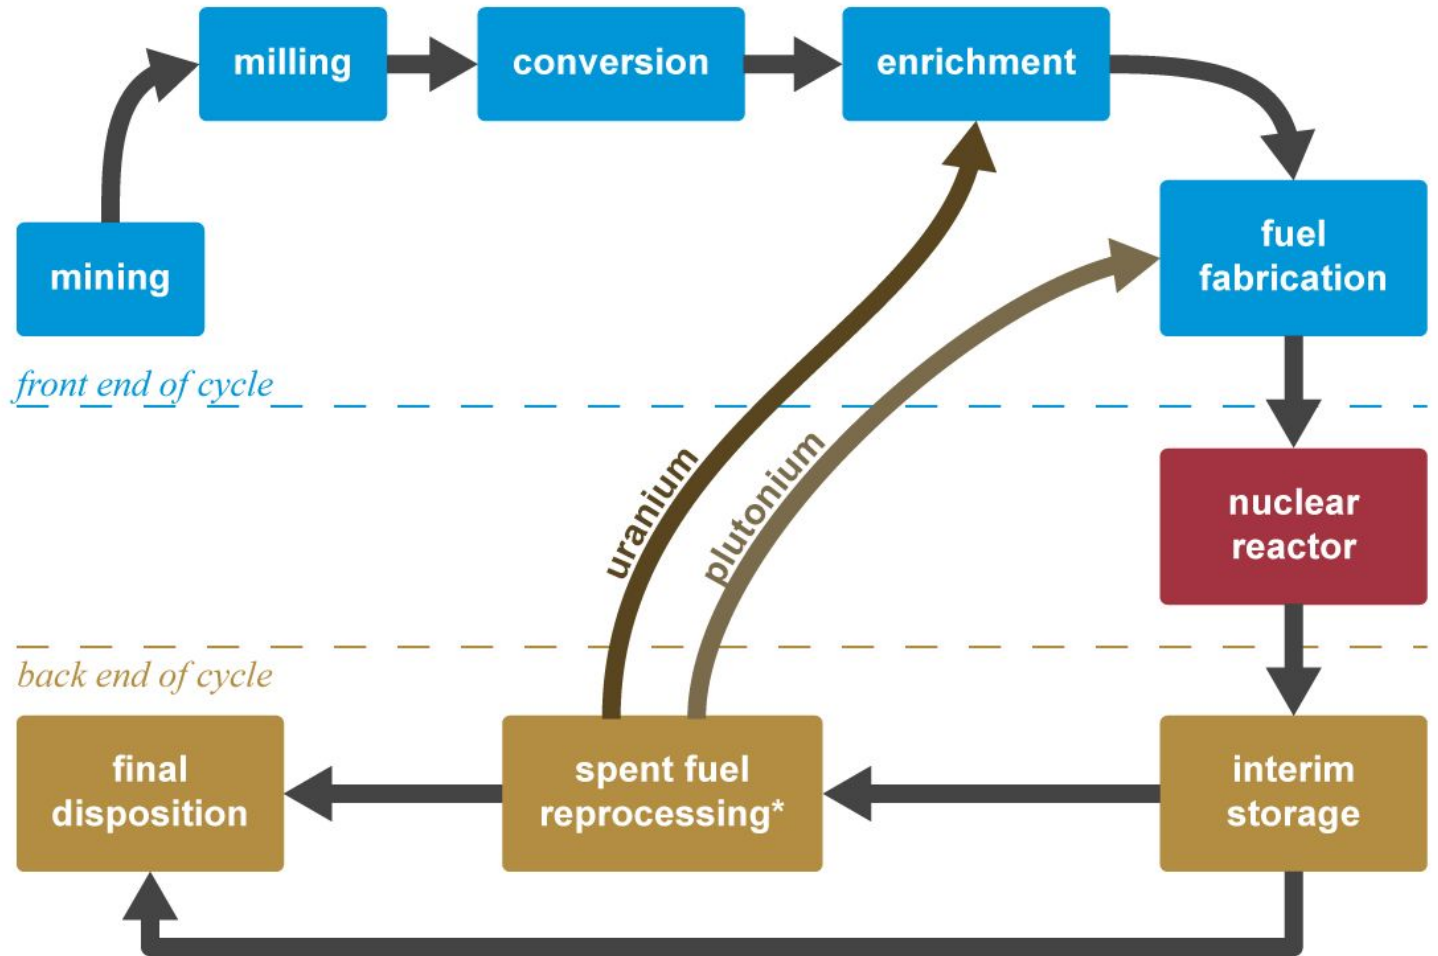 milling
conversion
enrichment
mining
fuel
fabrication
front end of cycle
uranium
plutonium
nuclear
reactor
back end of cycle
final
disposition
spent fuel
reprocessing*
interim
storage